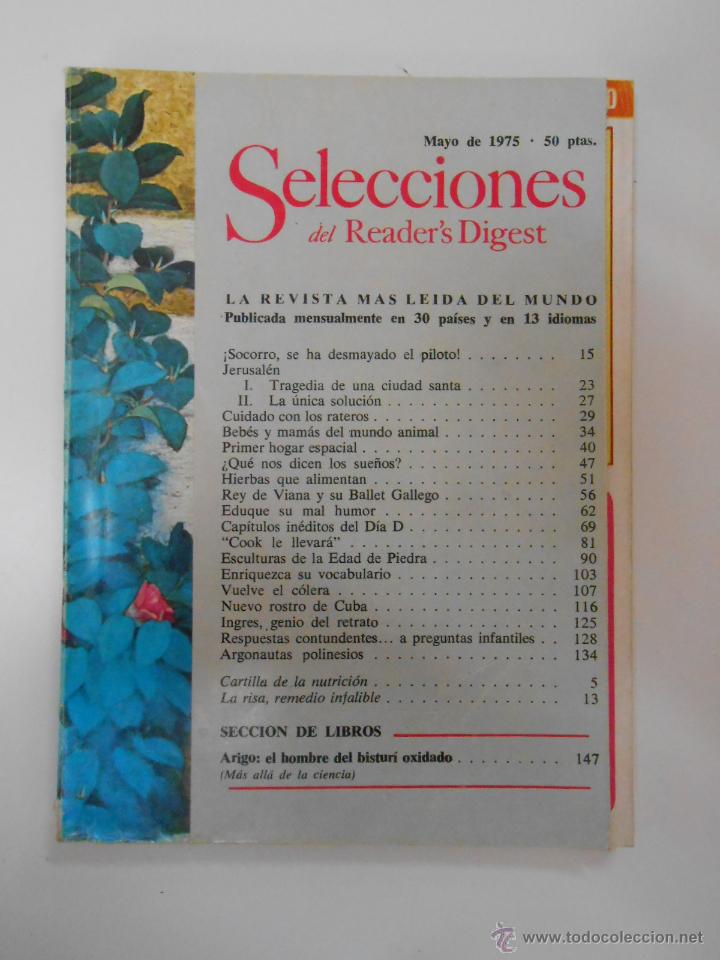 Mayo de 1975 · 50 ptas.
Selecciones
del Reader's Digest
LA REVISTA MAS LEIDA DEL MUNDO
Publicada mensualmente en 30 países y en 13 idiomas
¡Socorro, se ha desmayado el piloto! . . . . . . . . 15
Jerusalén
I. Tragedia de una ciudad santa . . . . . . . . . 23
II. La única solución . . . . . . . . . . . . . . 27
Cuidado con los rateros . . . . . . . . . . . . . . 29
Bebés y mamás del mundo animal . . . . . . . . . . 34
Primer hogar espacial . . . . . . . . . . . . . . . 40
¿Qué nos dicen los sueños? . . . . . . . . . . . . 47
Hierbas que alimentan . . . . . . . . . . . . . . . 51
Rey de Viana y su Ballet Gallego . . . . . . . . . 56
Eduque su mal humor . . . . . . . . . . . . . . . 62
Capítulos inéditos del Día D . . . . . . . . . . . . 69
"Cook le llevará" . . . . . . . . . . . . . . . . . 81
Esculturas de la Edad de Piedra . . . . . . . . . . 90
Enriquezca su vocabulario . . . . . . . . . . . . . 103
Vuelve el cólera . . . . . . . . . . . . . . . . . 107
Nuevo rostro de Cuba . . . . . . . . . . . . . . . 116
Ingres, genio del retrato . . . . . . . . . . . . . 125
Respuestas contundentes... a preguntas infantiles . . 128
Argonautas polinesios . . . . . . . . . . . . . . . 134
Cartilla de la nutrición . . . . . . . . . . . . . . 5
La risa, remedio infalible . . . . . . . . . . . . . 13
SECCION DE LIBROS
Arigo: el hombre del bisturí oxidado . . . . . . . . . 147
(Más allá de la ciencia)
© todocoleccion
www.todocoleccion.net